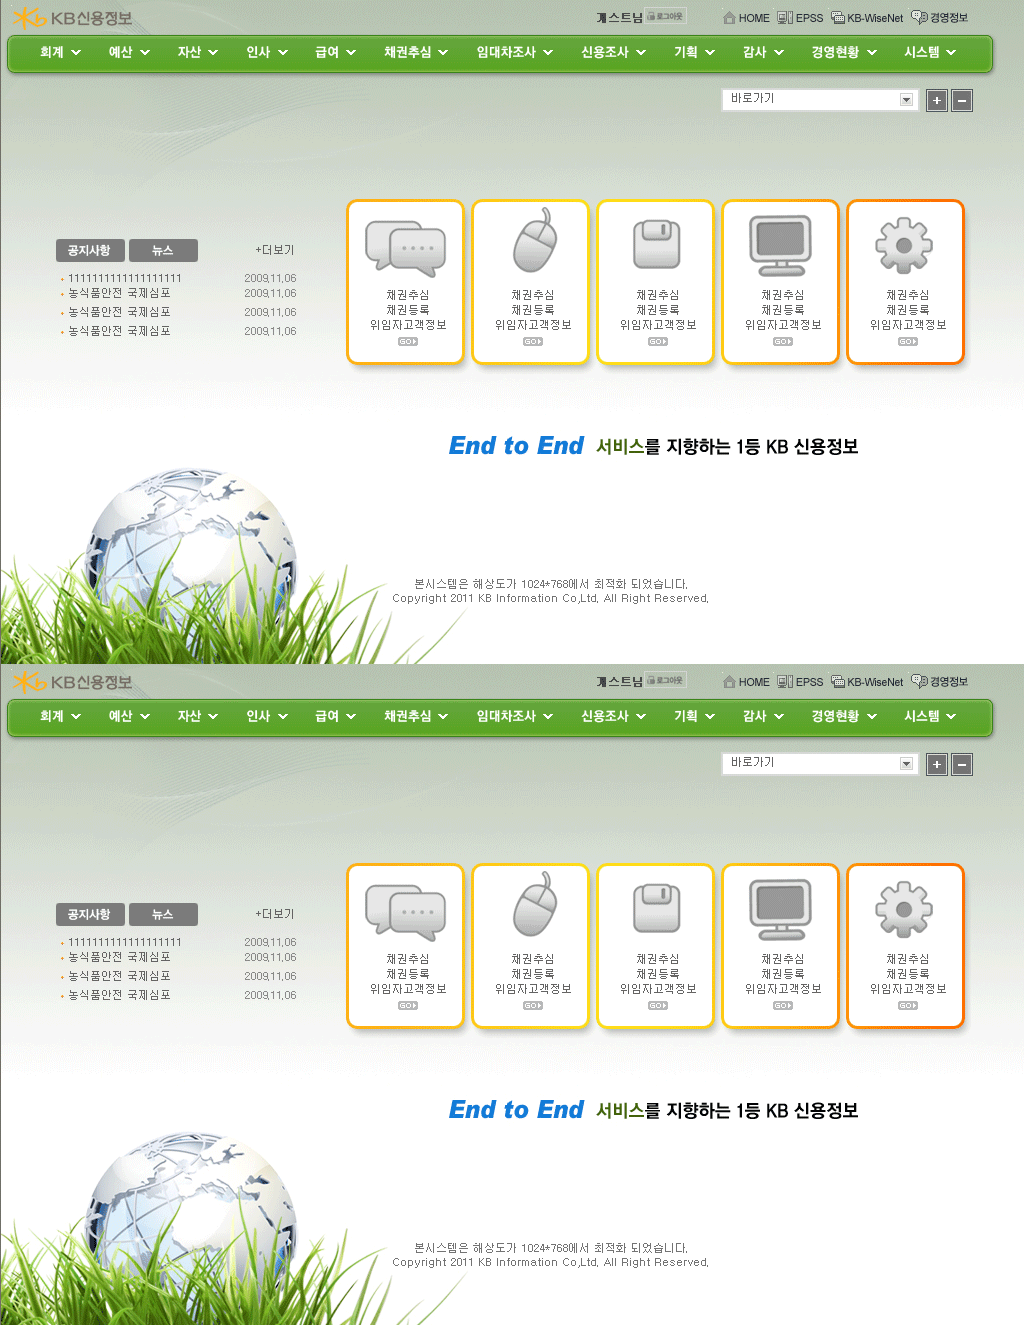 KB신용정보 게스트님 로그아웃 HOME EPSS KB-WiseNet 경영정보
회계 예산 자산 인사 급여 채권추심 임대차조사 신용조사 기획 감사 경영현황 시스템
바로가기
공지사항 뉴스 +더보기
1111111111111111111 2009.11.06
농식품안전 국제심포 2009.11.06
농식품안전 국제심포 2009.11.06
농식품안전 국제심포 2009.11.06
채권추심 채권추심 채권추심 채권추심 채권추심
채권등록 채권등록 채권등록 채권등록 채권등록
위임자고객정보 위임자고객정보 위임자고객정보 위임자고객정보 위임자고객정보
GO GO GO GO GO
End to End 서비스를 지향하는 1등 KB 신용정보
본시스템은 해상도가 1024*768에서 최적화 되었습니다.
Copyright 2011 KB Information Co,Ltd. All Right Reserved.
KB신용정보 게스트님 로그아웃 HOME EPSS KB-WiseNet 경영정보
회계 예산 자산 인사 급여 채권추심 임대차조사 신용조사 기획 감사 경영현황 시스템
바로가기
공지사항 뉴스 +더보기
1111111111111111111 2009.11.06
농식품안전 국제심포 2009.11.06
농식품안전 국제심포 2009.11.06
농식품안전 국제심포 2009.11.06
채권추심 채권추심 채권추심 채권추심 채권추심
채권등록 채권등록 채권등록 채권등록 채권등록
위임자고객정보 위임자고객정보 위임자고객정보 위임자고객정보 위임자고객정보
GO GO GO GO GO
End to End 서비스를 지향하는 1등 KB 신용정보
본시스템은 해상도가 1024*768에서 최적화 되었습니다.
Copyright 2011 KB Information Co,Ltd. All Right Reserved.